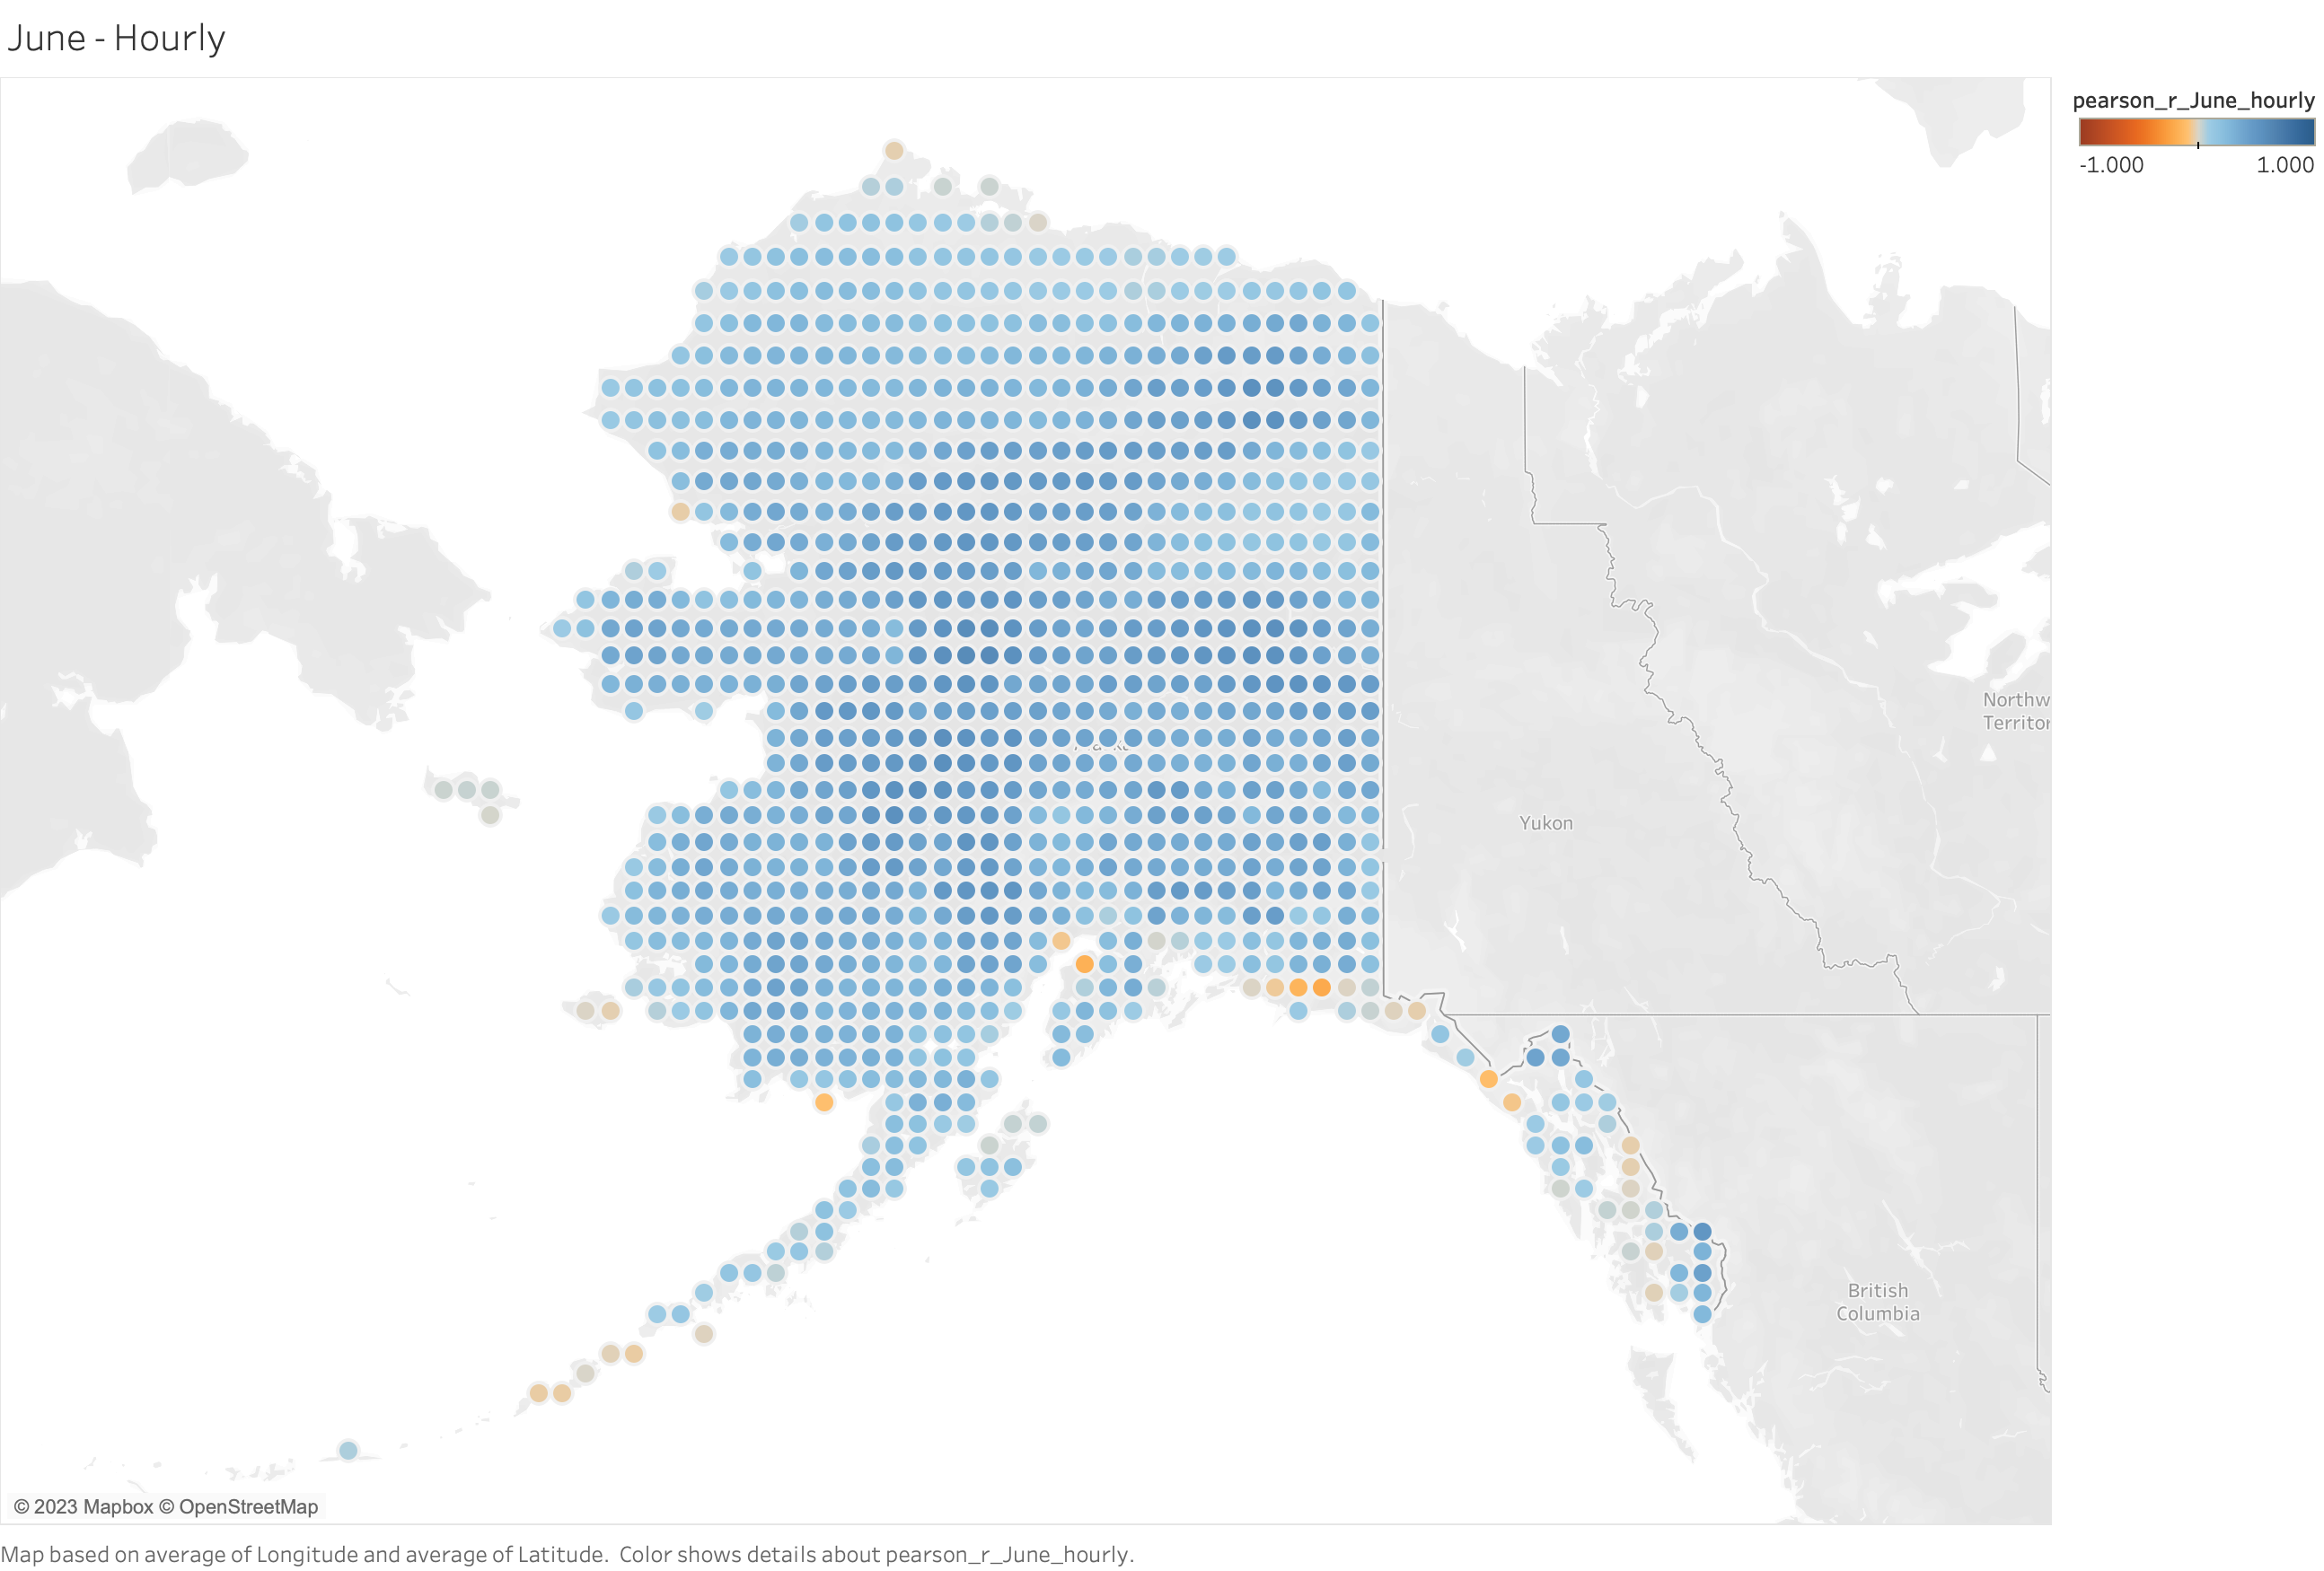 June - Hourly
pearson_r_June_hourly
-1.000
1.000
Northw
Territor
Yukon
British
Columbia
© 2023 Mapbox © OpenStreetMap
Map based on average of Longitude and average of Latitude. Color shows details about pearson_r_June_hourly.